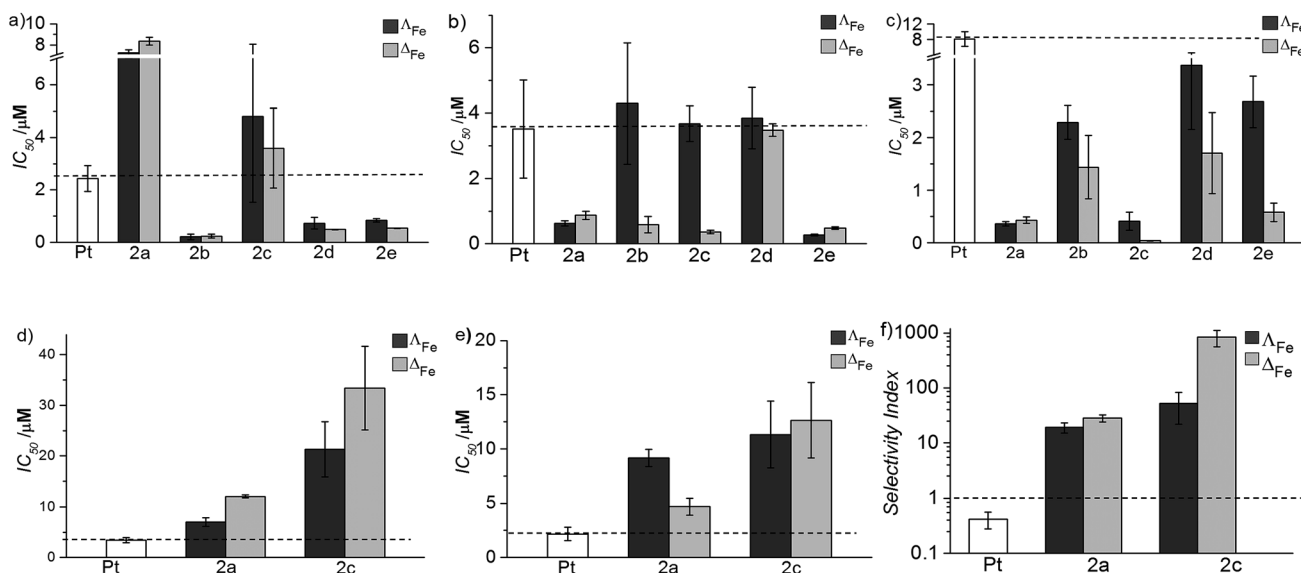 a)
10
8
6
4
2
0
IC50 /μM
ΛFe
ΔFe
Pt 2a 2b 2c 2d 2e
b)
6
4
2
0
IC50 /μM
ΛFe
ΔFe
Pt 2a 2b 2c 2d 2e
c)
12
8
3
2
1
0
IC50 /μM
ΛFe
ΔFe
Pt 2a 2b 2c 2d 2e
d)
40
30
20
10
0
IC50 /μM
ΛFe
ΔFe
Pt 2a 2c
e)
20
15
10
5
0
IC50 /μM
ΛFe
ΔFe
Pt 2a 2c
f)
1000
100
10
1
0.1
Selectivity Index
ΛFe
ΔFe
Pt 2a 2c